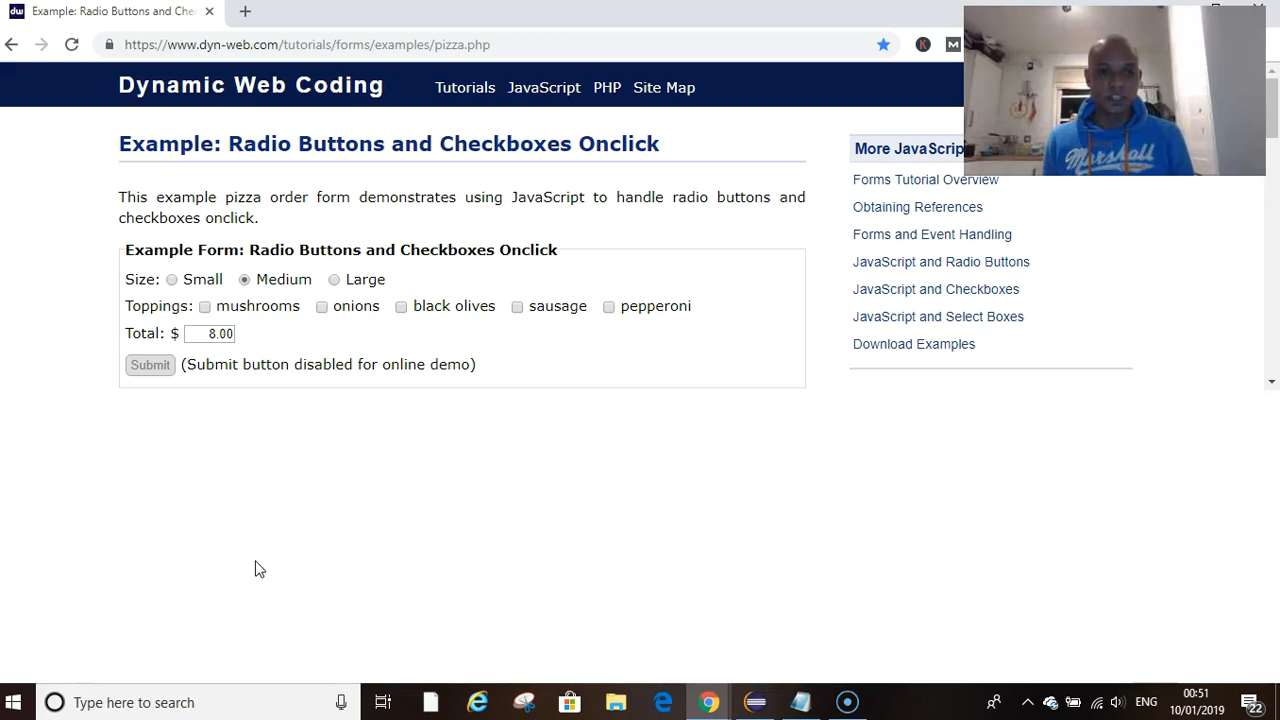 dw Example: Radio Buttons and Che
https://www.dyn-web.com/tutorials/forms/examples/pizza.php
K M
Dynamic Web Coding Tutorials JavaScript PHP Site Map
Example: Radio Buttons and Checkboxes Onclick
This example pizza order form demonstrates using JavaScript to handle radio buttons and
checkboxes onclick.
Example Form: Radio Buttons and Checkboxes Onclick
Size: Small Medium Large
Toppings: mushrooms onions black olives sausage pepperoni
Total: $ 8.00
Submit (Submit button disabled for online demo)
More JavaScrip
Forms Tutorial Overview
Obtaining References
Forms and Event Handling
JavaScript and Radio Buttons
JavaScript and Checkboxes
JavaScript and Select Boxes
Download Examples
Marshall
Type here to search
ENG
00:51
10/01/2019
22